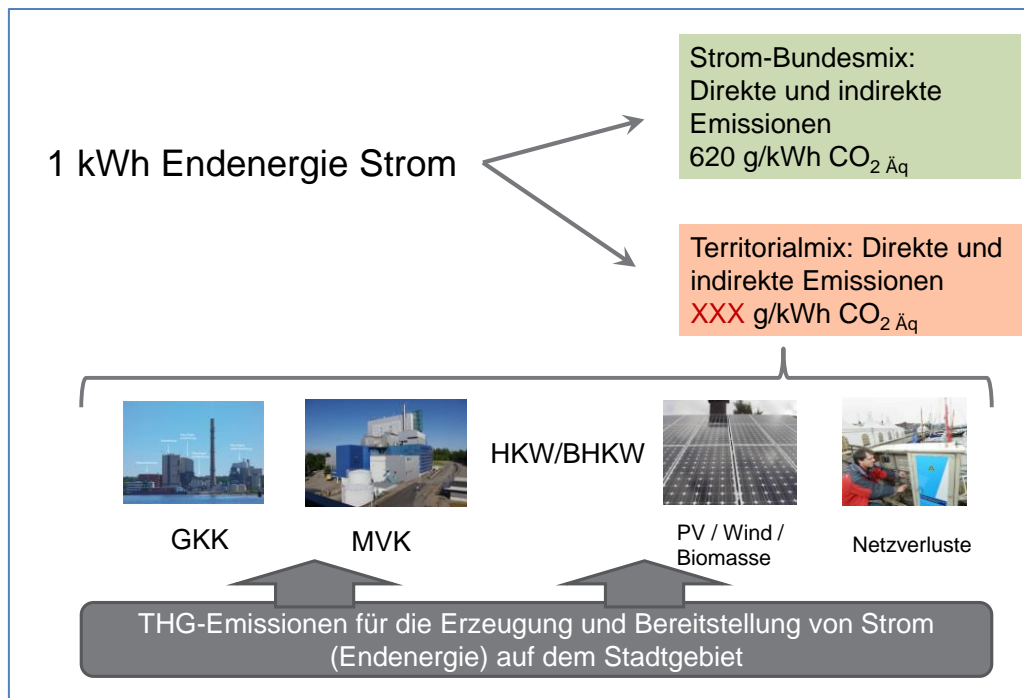 Strom-Bundesmix:
Direkte und indirekte
Emissionen
620 g/kWh CO₂ Äq
1 kWh Endenergie Strom
Territorialmix: Direkte und
indirekte Emissionen
XXX g/kWh CO₂ Äq
GKK
MVK
HKW/BHKW
PV / Wind /
Biomasse
Netzverluste
THG-Emissionen für die Erzeugung und Bereitstellung von Strom
(Endenergie) auf dem Stadtgebiet